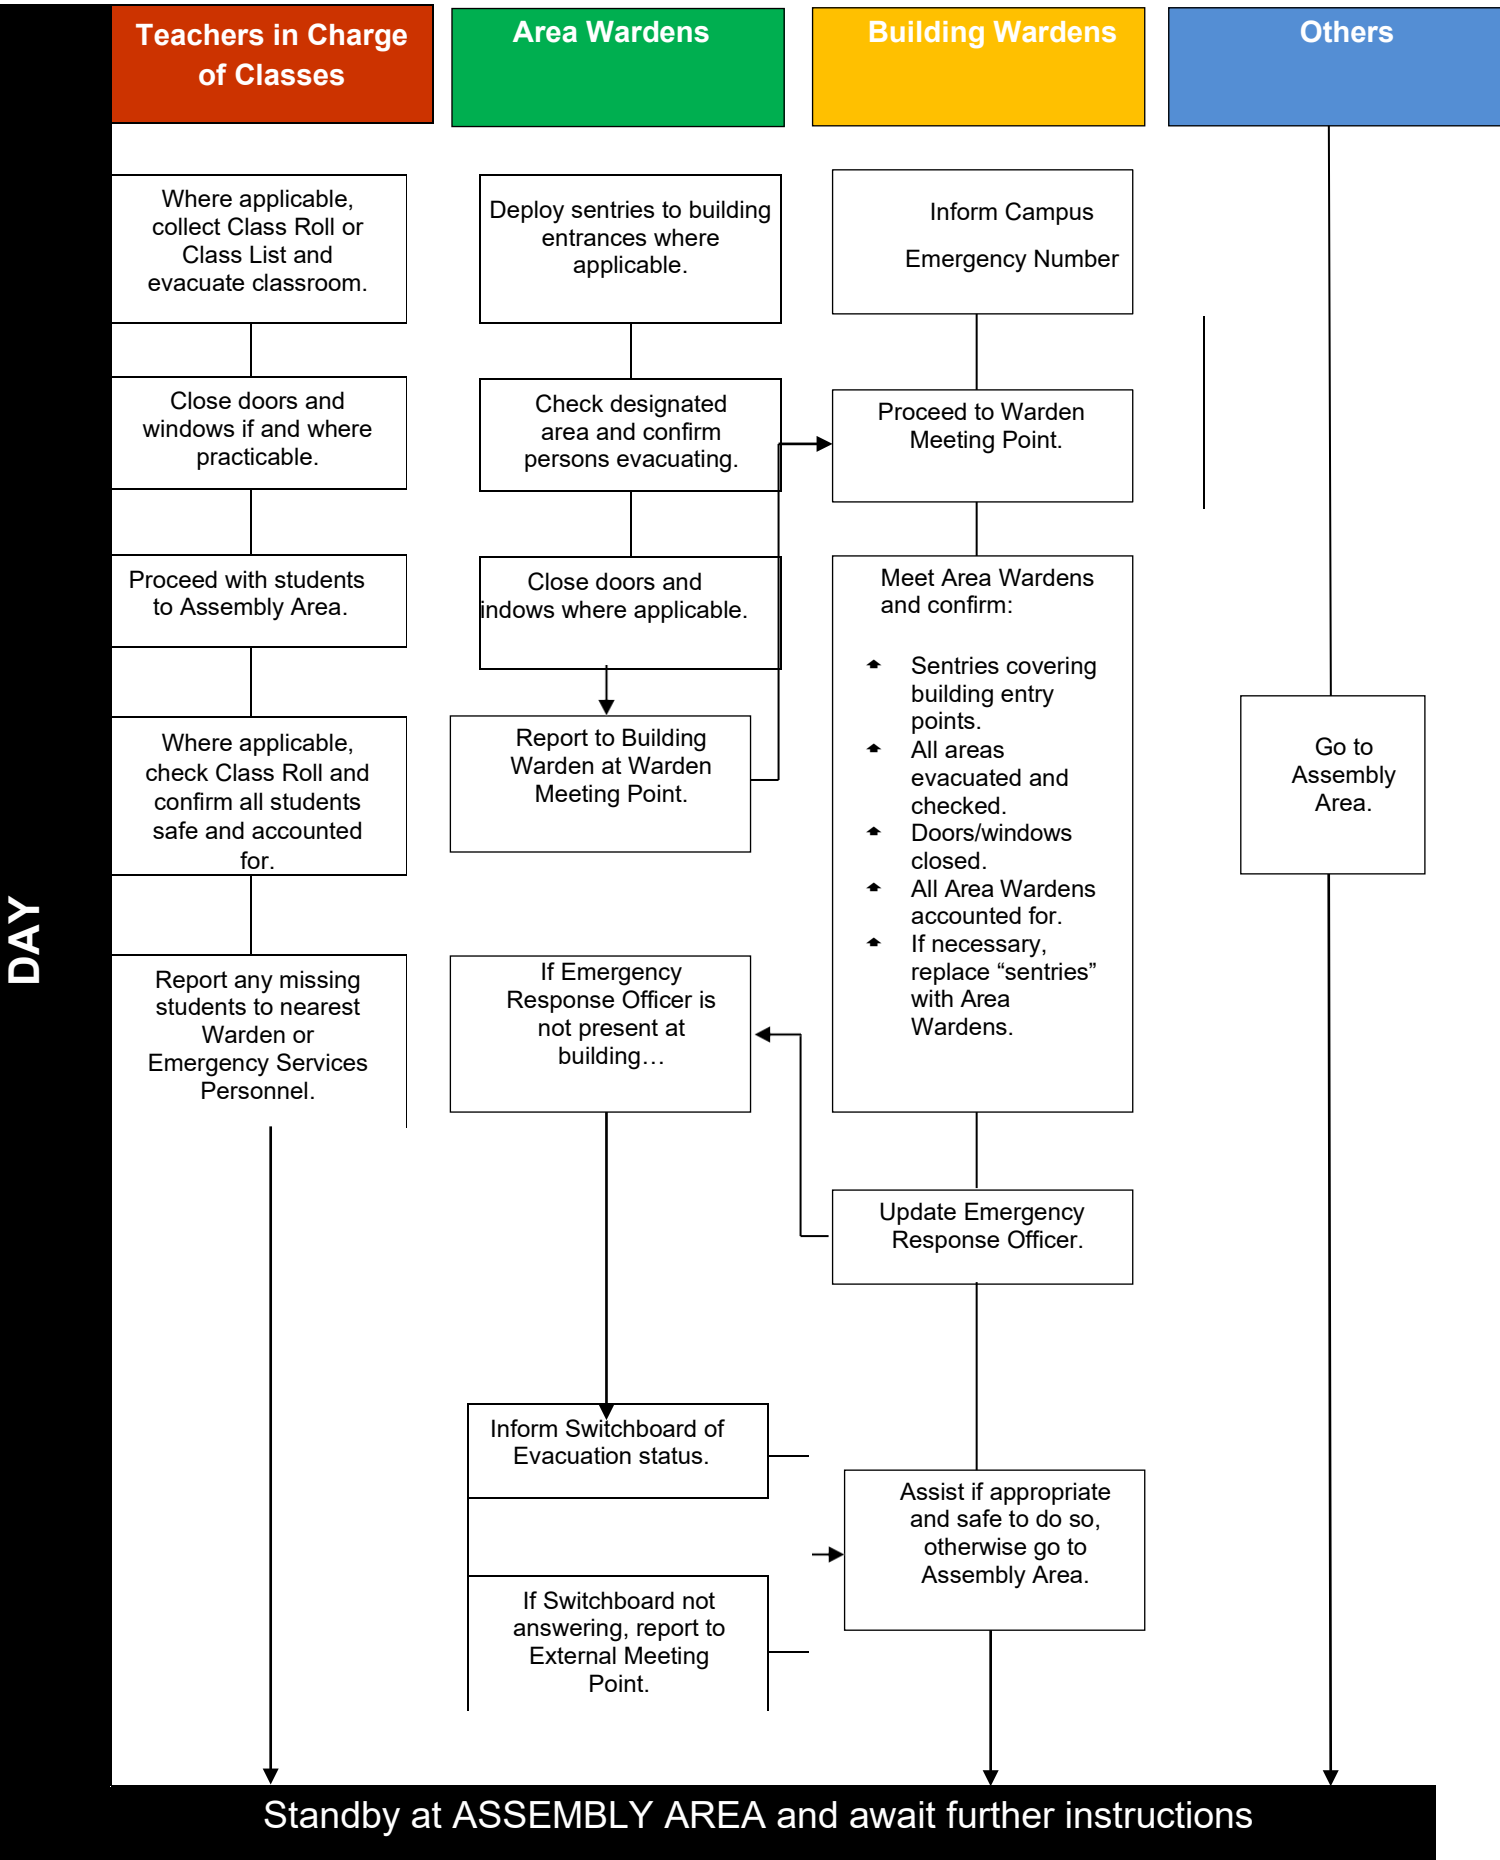 DAY
Teachers in Charge
of Classes
Where applicable,
collect Class Roll or
Class List and
evacuate classroom.
Close doors and
windows if and where
practicable.
Proceed with students
to Assembly Area.
Where applicable,
check Class Roll and
confirm all students
safe and accounted
for.
Report any missing
students to nearest
Warden or
Emergency Services
Personnel.
Area Wardens
Deploy sentries to building
entrances where
applicable.
Check designated
area and confirm
persons evacuating.
Close doors and
indows where applicable.
Report to Building
Warden at Warden
Meeting Point.
If Emergency
Response Officer is
not present at
building…
Inform Switchboard of
Evacuation status.
If Switchboard not
answering, report to
External Meeting
Point.
Building Wardens
Inform Campus
Emergency Number
Proceed to Warden
Meeting Point.
Meet Area Wardens
and confirm:
Sentries covering
building entry
points.
All areas
evacuated and
checked.
Doors/windows
closed.
All Area Wardens
accounted for.
If necessary,
replace “sentries”
with Area
Wardens.
Update Emergency
Response Officer.
Assist if appropriate
and safe to do so,
otherwise go to
Assembly Area.
Others
Go to
Assembly
Area.
Standby at ASSEMBLY AREA and await further instructions